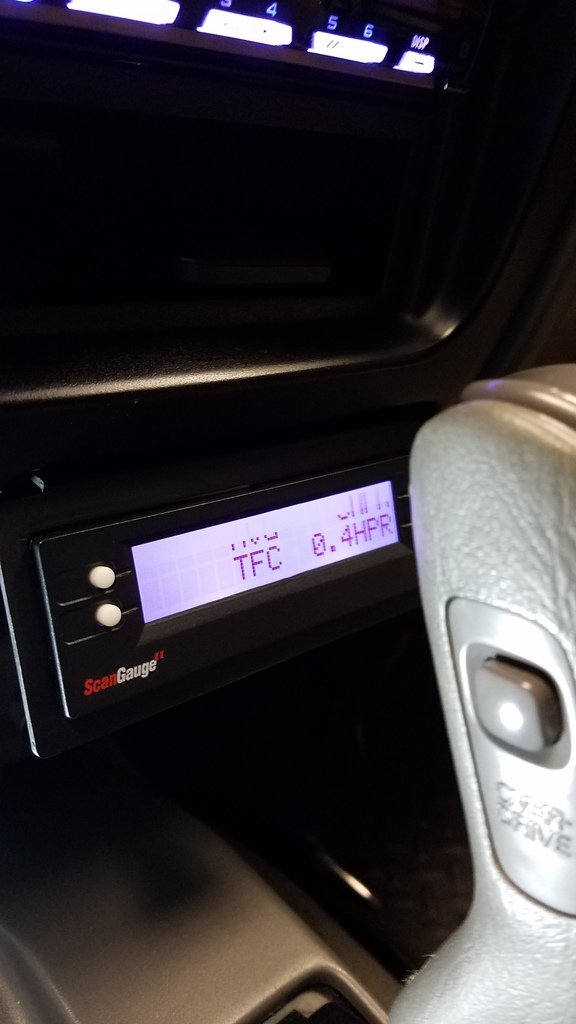 3 4
5 6
DISP
TFC 0.4HPR
ScanGauge II
OVER-
DRIVE